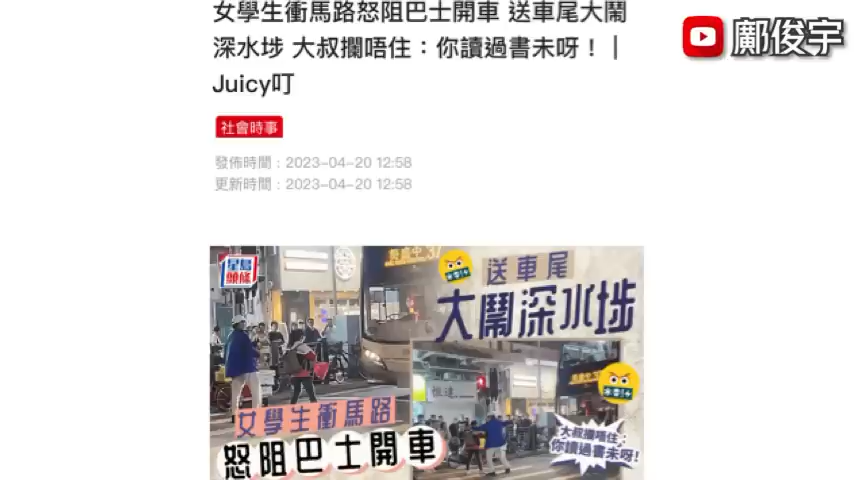 女學生衝馬路怒阻巴士開車 送車尾大鬧
深水埗 大叔攔唔住：你讀過書未呀！｜
Juicy叮
鄺俊宇
社會時事
發佈時間：2023-04-20 12:58
更新時間：2023-04-20 12:58
星島
頭條
送車尾
大鬧深水埗
女學生衝馬路
怒阻巴士開車
大叔攔唔住：
你讀過書未呀！